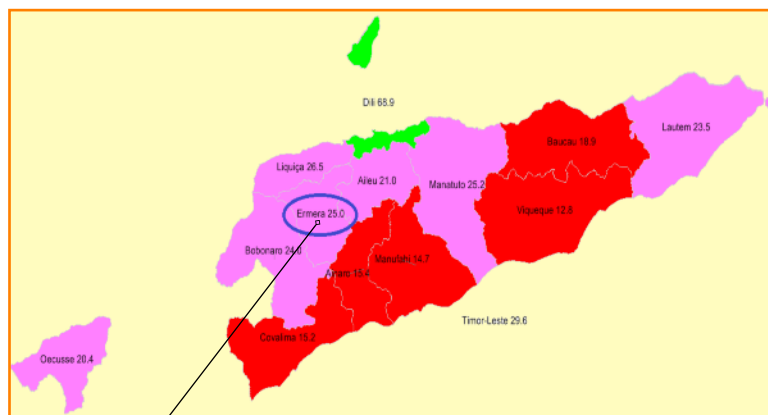 Dili 68.9
Lautem 23.5
Baucau 16.9
Liquiça 26.5
Aileu 21.0
Manatuto 25.2
Viqueque 12.6
Ermera 25.0
Bobonaro 24.0
Manufahi 14.7
Ainaro 15.4
Timor-Leste 29.6
Covalima 15.2
Oecusse 20.4